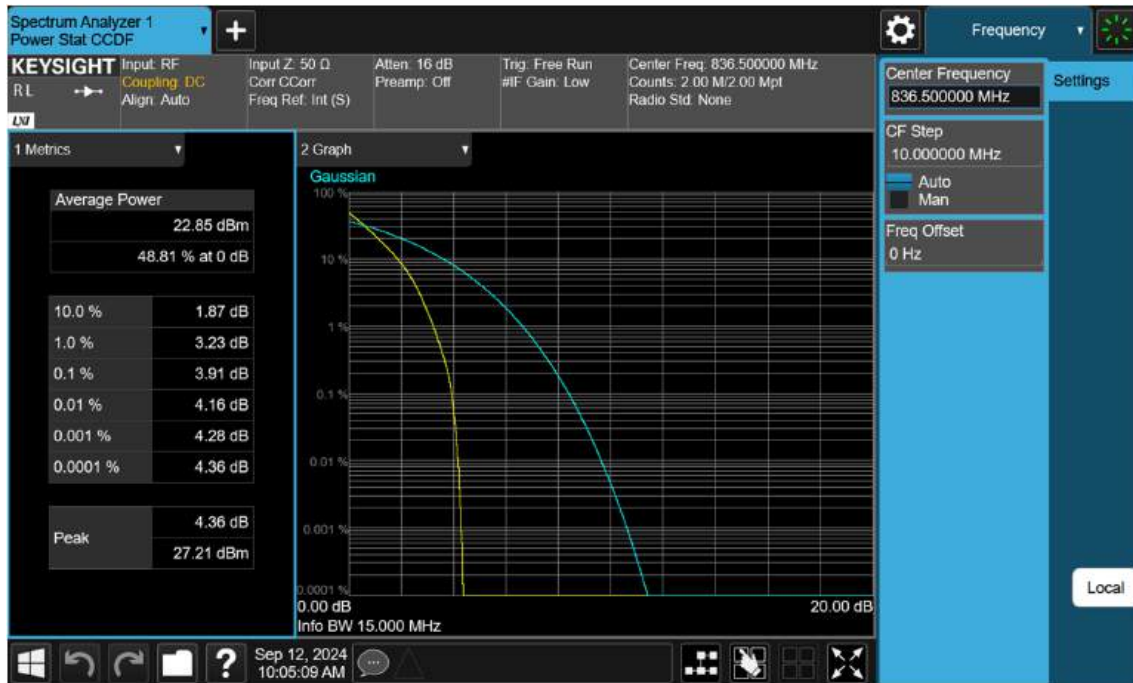 Spectrum Analyzer 1
Power Stat CCDF
+
Frequency
KEYSIGHT
RL
LXI
Input: RF
Coupling: DC
Align: Auto
Input Z: 50 Ω
Corr CCorr
Freq Ref: Int (S)
Atten: 16 dB
Preamp: Off
Trig: Free Run
#IF Gain: Low
Center Freq: 836.500000 MHz
Counts: 2.00 M/2.00 Mpt
Radio Std: None
Center Frequency
836.500000 MHz
Settings
CF Step
10.000000 MHz
Auto
Man
Freq Offset
0 Hz
Local
1 Metrics
Average Power
22.85 dBm
48.81 % at 0 dB
10.0 % 1.87 dB
1.0 % 3.23 dB
0.1 % 3.91 dB
0.01 % 4.16 dB
0.001 % 4.28 dB
0.0001 % 4.36 dB
Peak
4.36 dB
27.21 dBm
2 Graph
Gaussian
100 %
10 %
1 %
0.1 %
0.01 %
0.001 %
0.0001 %
0.00 dB 20.00 dB
Info BW 15.000 MHz
?
Sep 12, 2024
10:05:09 AM